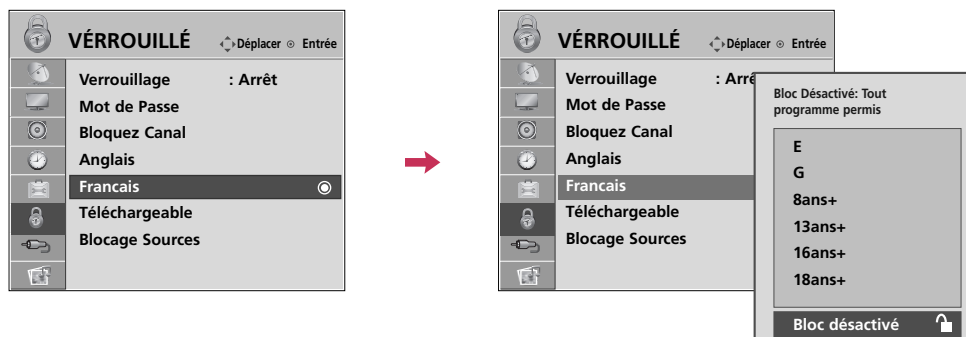 VÉRROUILLÉ Déplacer Entrée
Verrouillage : Arrêt
Mot de Passe
Bloquez Canal
Anglais
Francais
Téléchargeable
Blocage Sources
VÉRROUILLÉ Déplacer Entrée
Verrouillage : Arrê
Mot de Passe
Bloquez Canal
Anglais
Francais
Téléchargeable
Blocage Sources
Bloc Désactivé: Tout
programme permis
E
G
8ans+
13ans+
16ans+
18ans+
Bloc désactivé